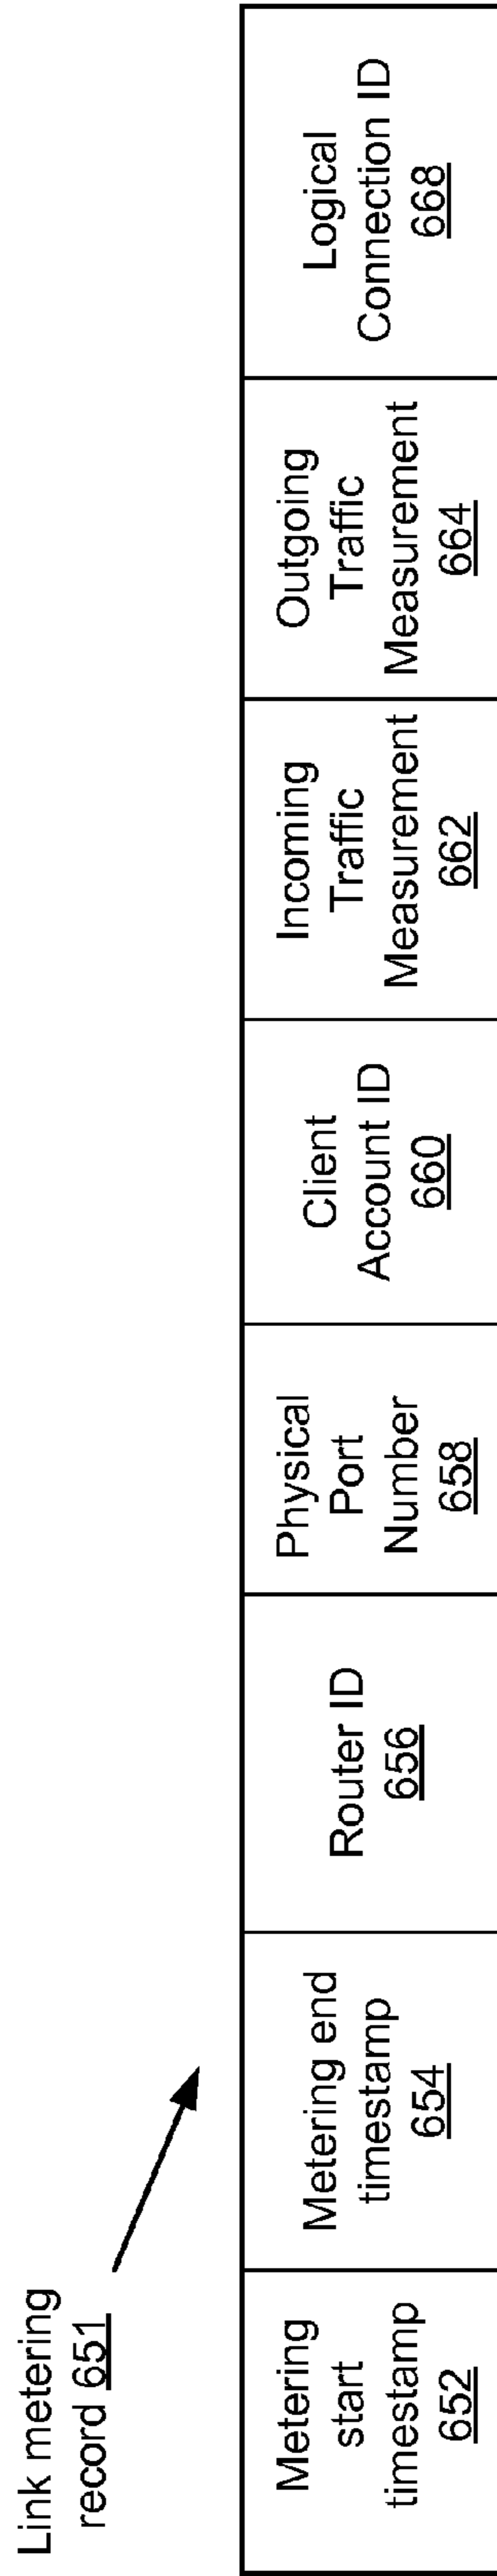 Link metering
record 651
Metering
start
timestamp
652
Metering end
timestamp
654
Router ID
656
Physical
Port
Number
658
Client
Account ID
660
Incoming
Traffic
Measurement
662
Outgoing
Traffic
Measurement
664
Logical
Connection ID
668